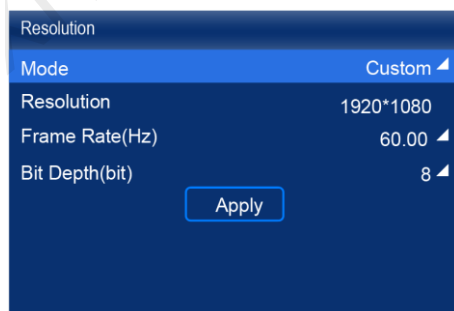 Resolution
Mode Custom
Resolution 1920*1080
Frame Rate(Hz) 60.00
Bit Depth(bit) 8
Apply